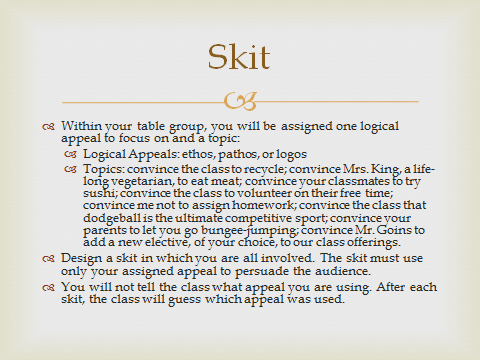 Skit
Within your table group, you will be assigned one logical
appeal to focus on and a topic:
Logical Appeals: ethos, pathos, or logos
Topics: convince the class to recycle; convince Mrs. King, a life-
long vegetarian, to eat meat; convince your classmates to try
sushi; convince the class to volunteer on their free time;
convince me not to assign homework; convince the class that
dodgeball is the ultimate competitive sport; convince your
parents to let you go bungee-jumping; convince Mr. Goins to
add a new elective, of your choice, to our class offerings.
Design a skit in which you are all involved. The skit must use
only your assigned appeal to persuade the audience.
You will not tell the class what appeal you are using. After each
skit, the class will guess which appeal was used.